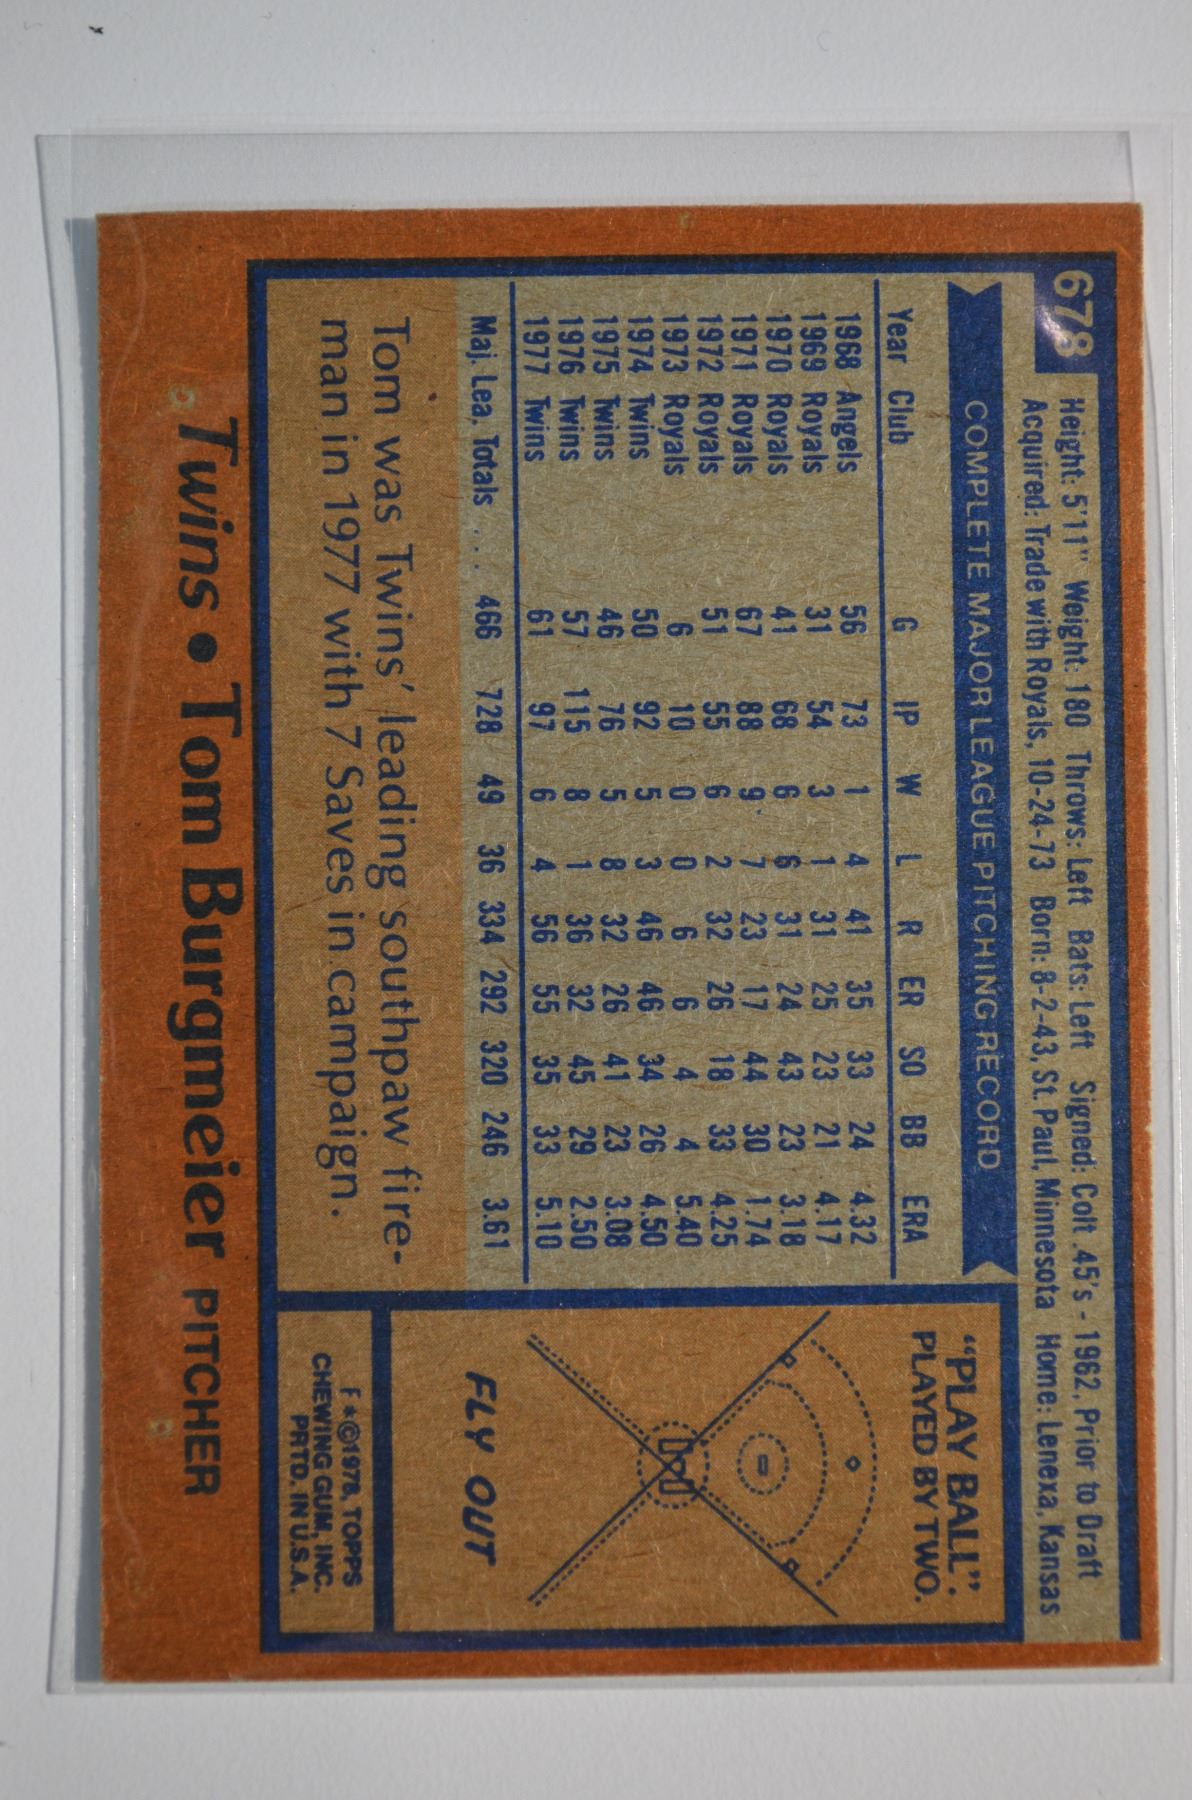 678
Height: 5'11" Weight: 180 Throws: Left Bats: Left Signed: Colt .45's - 1962, Prior to Draft
Acquired: Trade with Royals, 10-24-73 Born: 8-2-43, St. Paul, Minnesota Home: Lenexa, Kansas
COMPLETE MAJOR LEAGUE PITCHING RECORD
Year Club G IP W L R ER SO BB ERA
1968 Angels 56 73 1 4 41 35 33 24 4.32
1969 Royals 31 54 3 1 31 25 23 21 4.17
1970 Royals 41 68 6 6 31 24 43 23 3.18
1971 Royals 67 88 9 7 23 17 44 30 1.74
1972 Royals 51 55 6 2 32 26 18 33 4.25
1973 Royals 6 10 0 0 6 6 4 4 5.40
1974 Twins 50 92 5 3 46 46 34 26 4.50
1975 Twins 46 76 5 8 32 26 41 23 3.08
1976 Twins 57 115 8 1 36 32 45 29 2.50
1977 Twins 61 97 6 4 56 55 35 33 5.10
Maj. Lea. Totals . . . 466 728 49 36 334 292 320 246 3.61
Tom was Twins' leading southpaw fire-
man in 1977 with 7 Saves in campaign.
"PLAY BALL".
PLAYED BY TWO.
FLY OUT
F*©1978, TOPPS
CHEWING GUM, INC.
PRTD. IN U.S.A.
Twins • Tom Burgmeier PITCHER